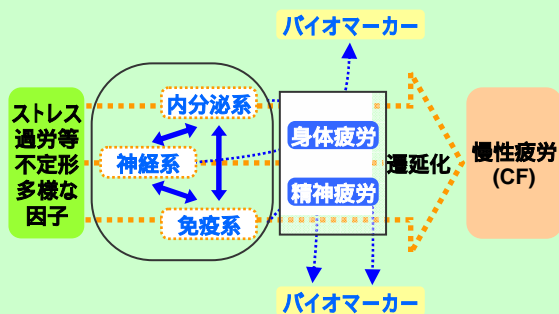 バイオマーカー
ストレス
過労等
不定形
多様な
因子
内分泌系
神経系
免疫系
身体疲労
精神疲労
遷延化
慢性疲労
(CF)
バイオマーカー